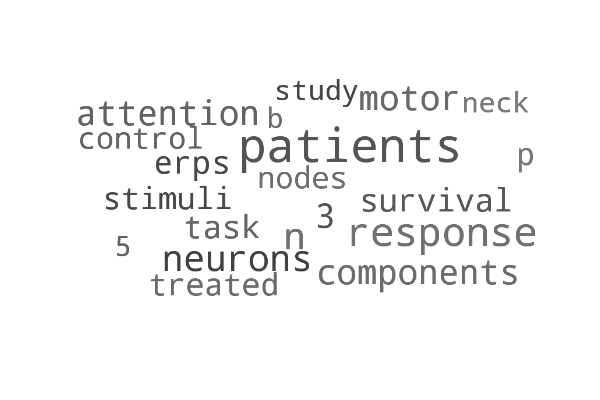 study motor neck
attention b
control patients p
erps
nodes
stimuli survival
task n 3 response
5
neurons components
treated